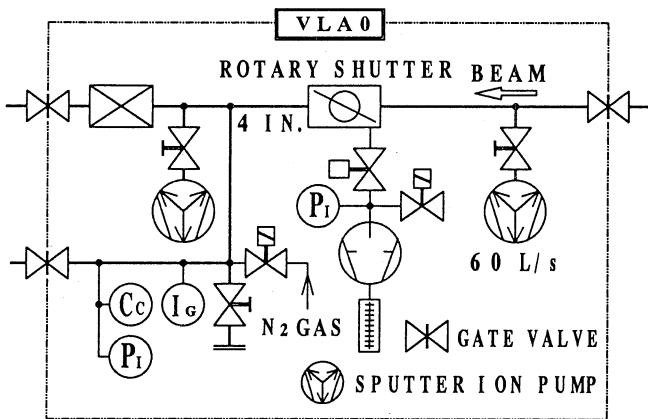 VLA0
ROTARY SHUTTER
BEAM
4 IN.
PI
60 L/s
CC
IG
N2 GAS
PI
GATE VALVE
SPUTTER ION PUMP